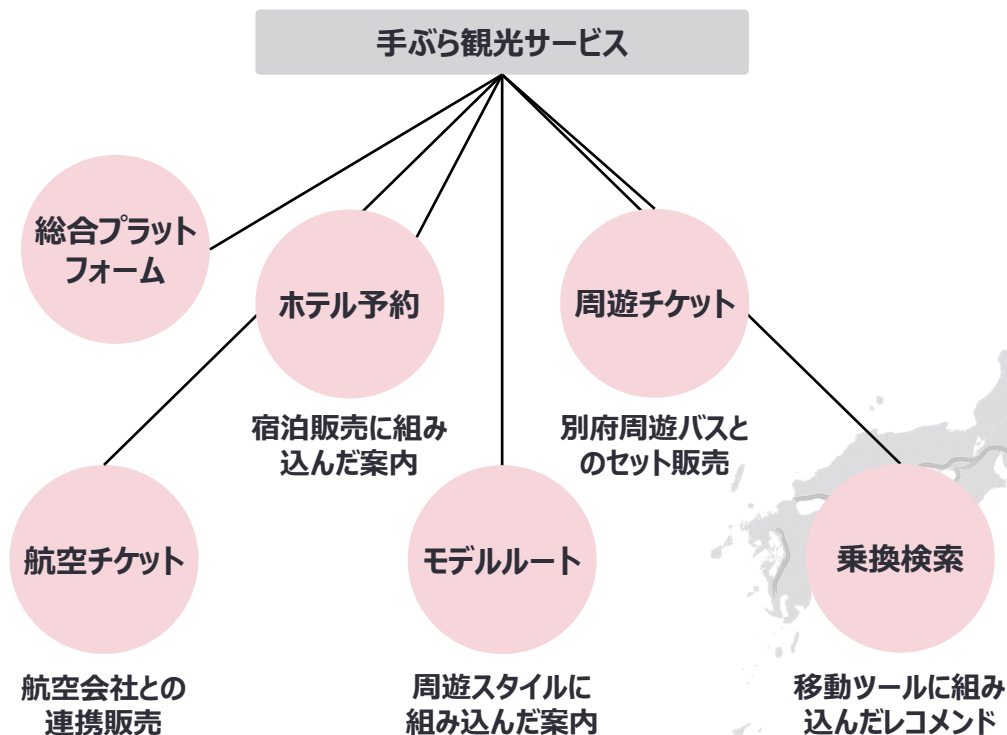 手ぶら観光サービス
総合プラット
フォーム
ホテル予約
周遊チケット
宿泊販売に組み
込んだ案内
別府周遊バスと
のセット販売
航空チケット
モデルルート
乗換検索
航空会社との
連携販売
周遊スタイルに
組み込んだ案内
移動ツールに組み
込んだレコメンド